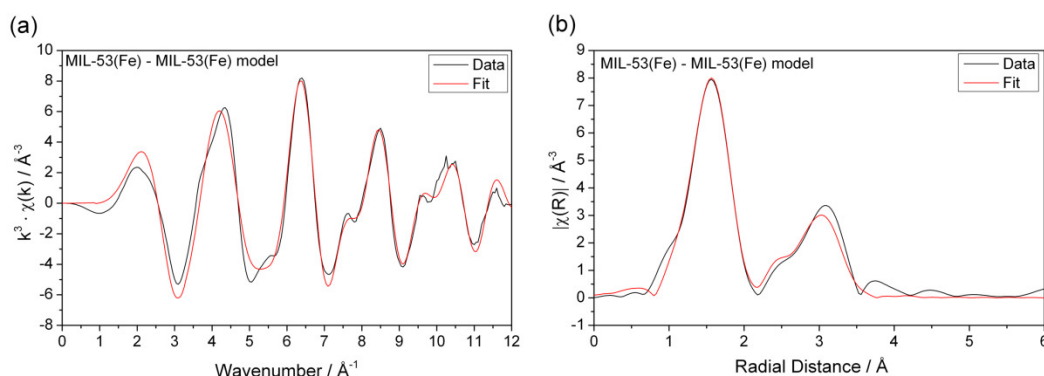 (a)
MIL-53(Fe) - MIL-53(Fe) model
Data
Fit
10
8
6
4
2
0
-2
-4
-6
-8
k³ · χ(k) / Å⁻³
0 1 2 3 4 5 6 7 8 9 10 11 12
Wavenumber / Å⁻¹
(b)
MIL-53(Fe) - MIL-53(Fe) model
Data
Fit
9
8
7
6
5
4
3
2
1
0
-1
|χ(R)| / Å⁻³
0 1 2 3 4 5 6
Radial Distance / Å